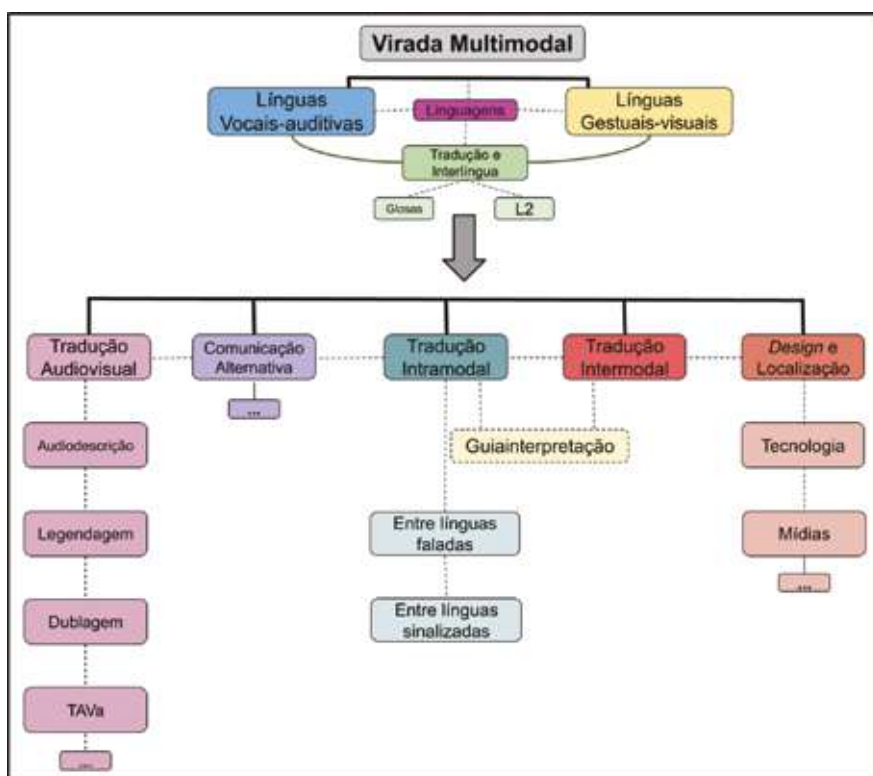 Virada Multimodal
Línguas
Vocais-auditivas
Linguagens
Línguas
Gestuais-visuais
Tradução e
Interlíngua
Glosas
L2
Tradução
Audiovisual
Comunicação
Alternativa
Tradução
Intramodal
Tradução
Intermodal
Design e
Localização
...
Audiodescrição
Guiainterpretação
Tecnologia
Legendagem
Entre línguas
faladas
Mídias
...
Dublagem
Entre línguas
sinalizadas
TAVa
...